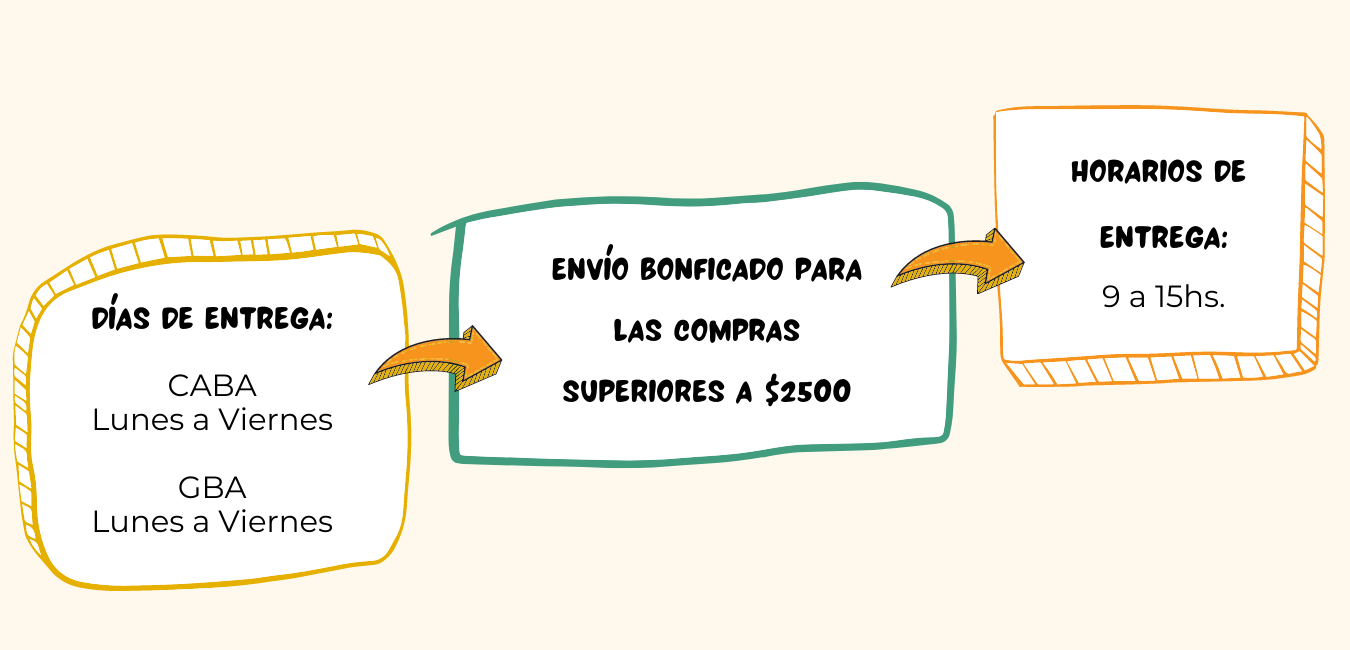 DÍAS DE ENTREGA:
CABA
Lunes a Viernes
GBA
Lunes a Viernes
ENVÍO BONFICADO PARA
LAS COMPRAS
SUPERIORES A $2500
HORARIOS DE
ENTREGA:
9 a 15hs.